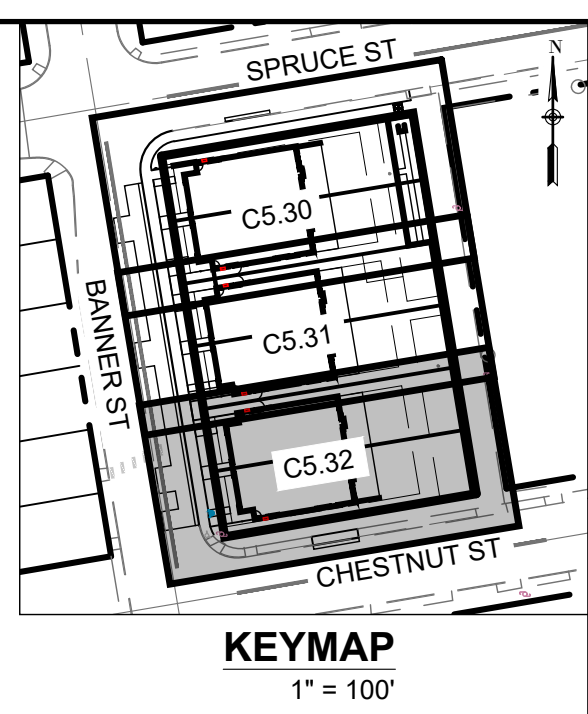 SPRUCE ST
N
C5.30
BANNER ST
C5.31
C5.32
CHESTNUT ST
KEYMAP
1" = 100'